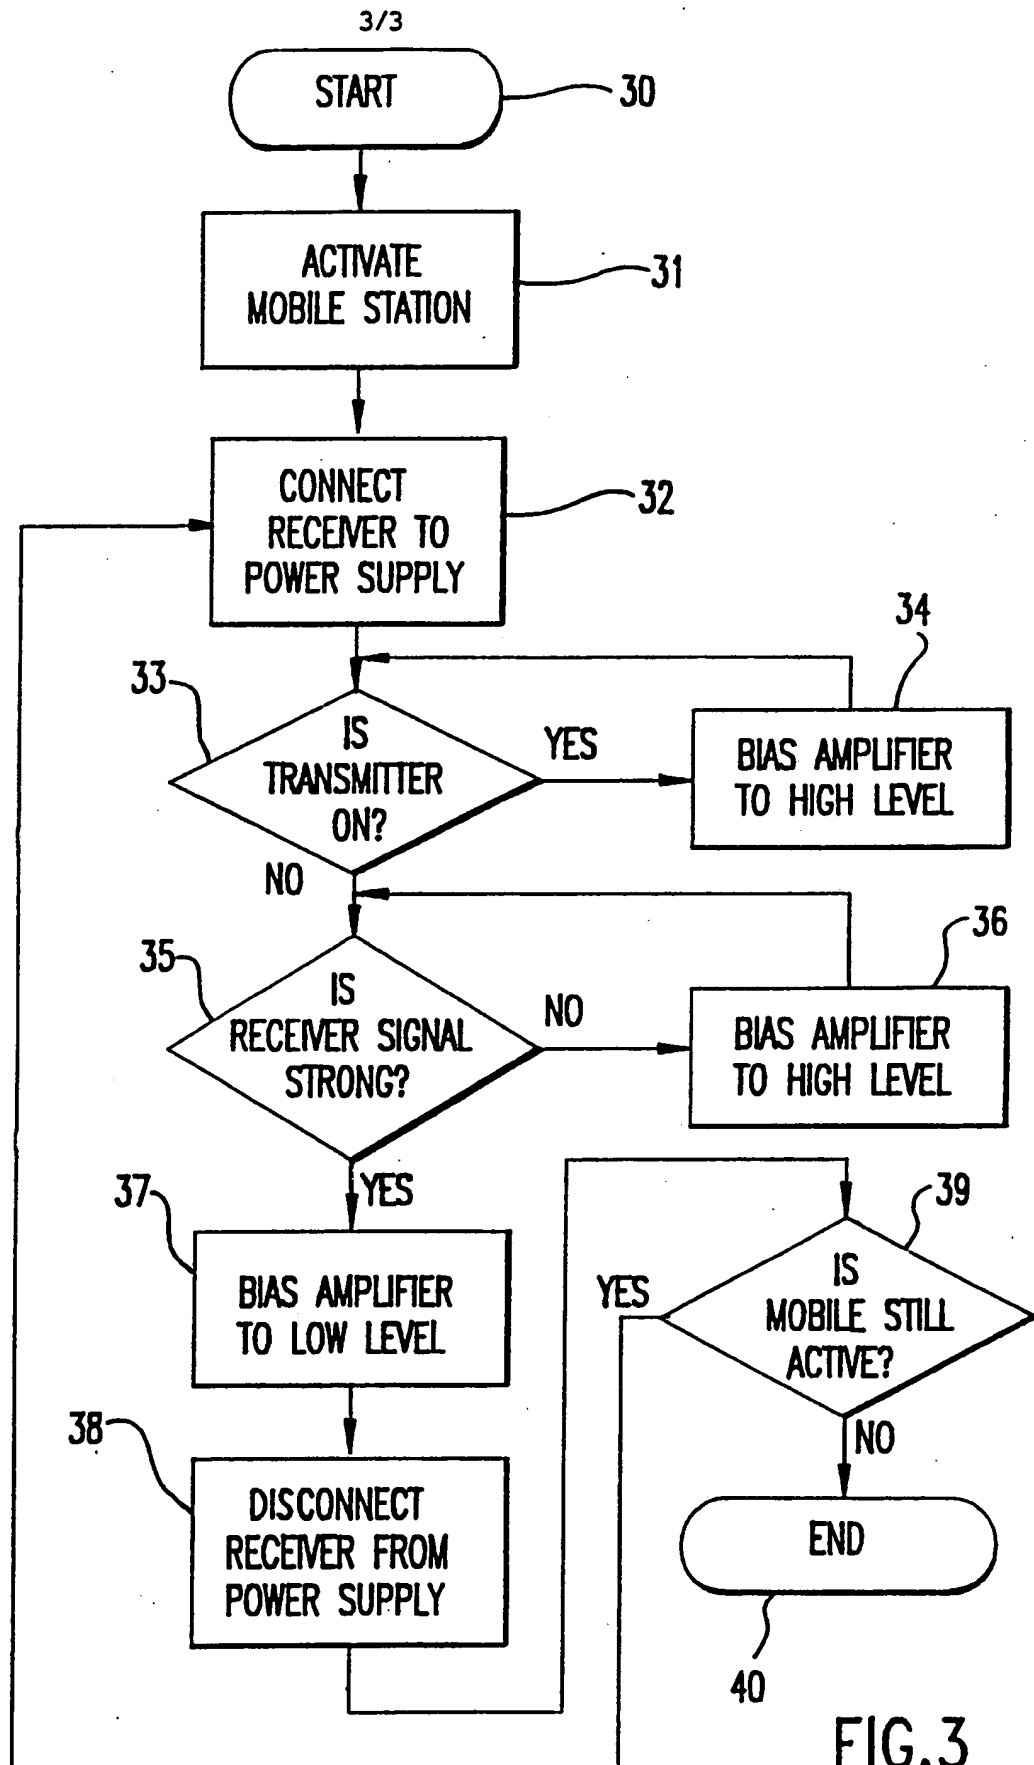 3/3
START
30
ACTIVATE
MOBILE STATION
31
CONNECT
RECEIVER TO
POWER SUPPLY
32
33
IS
TRANSMITTER
ON?
YES
34
BIAS AMPLIFIER
TO HIGH LEVEL
NO
35
IS
RECEIVER SIGNAL
STRONG?
NO
36
BIAS AMPLIFIER
TO HIGH LEVEL
YES
37
BIAS AMPLIFIER
TO LOW LEVEL
38
DISCONNECT
RECEIVER FROM
POWER SUPPLY
39
IS
MOBILE STILL
ACTIVE?
YES
NO
END
40
FIG.3